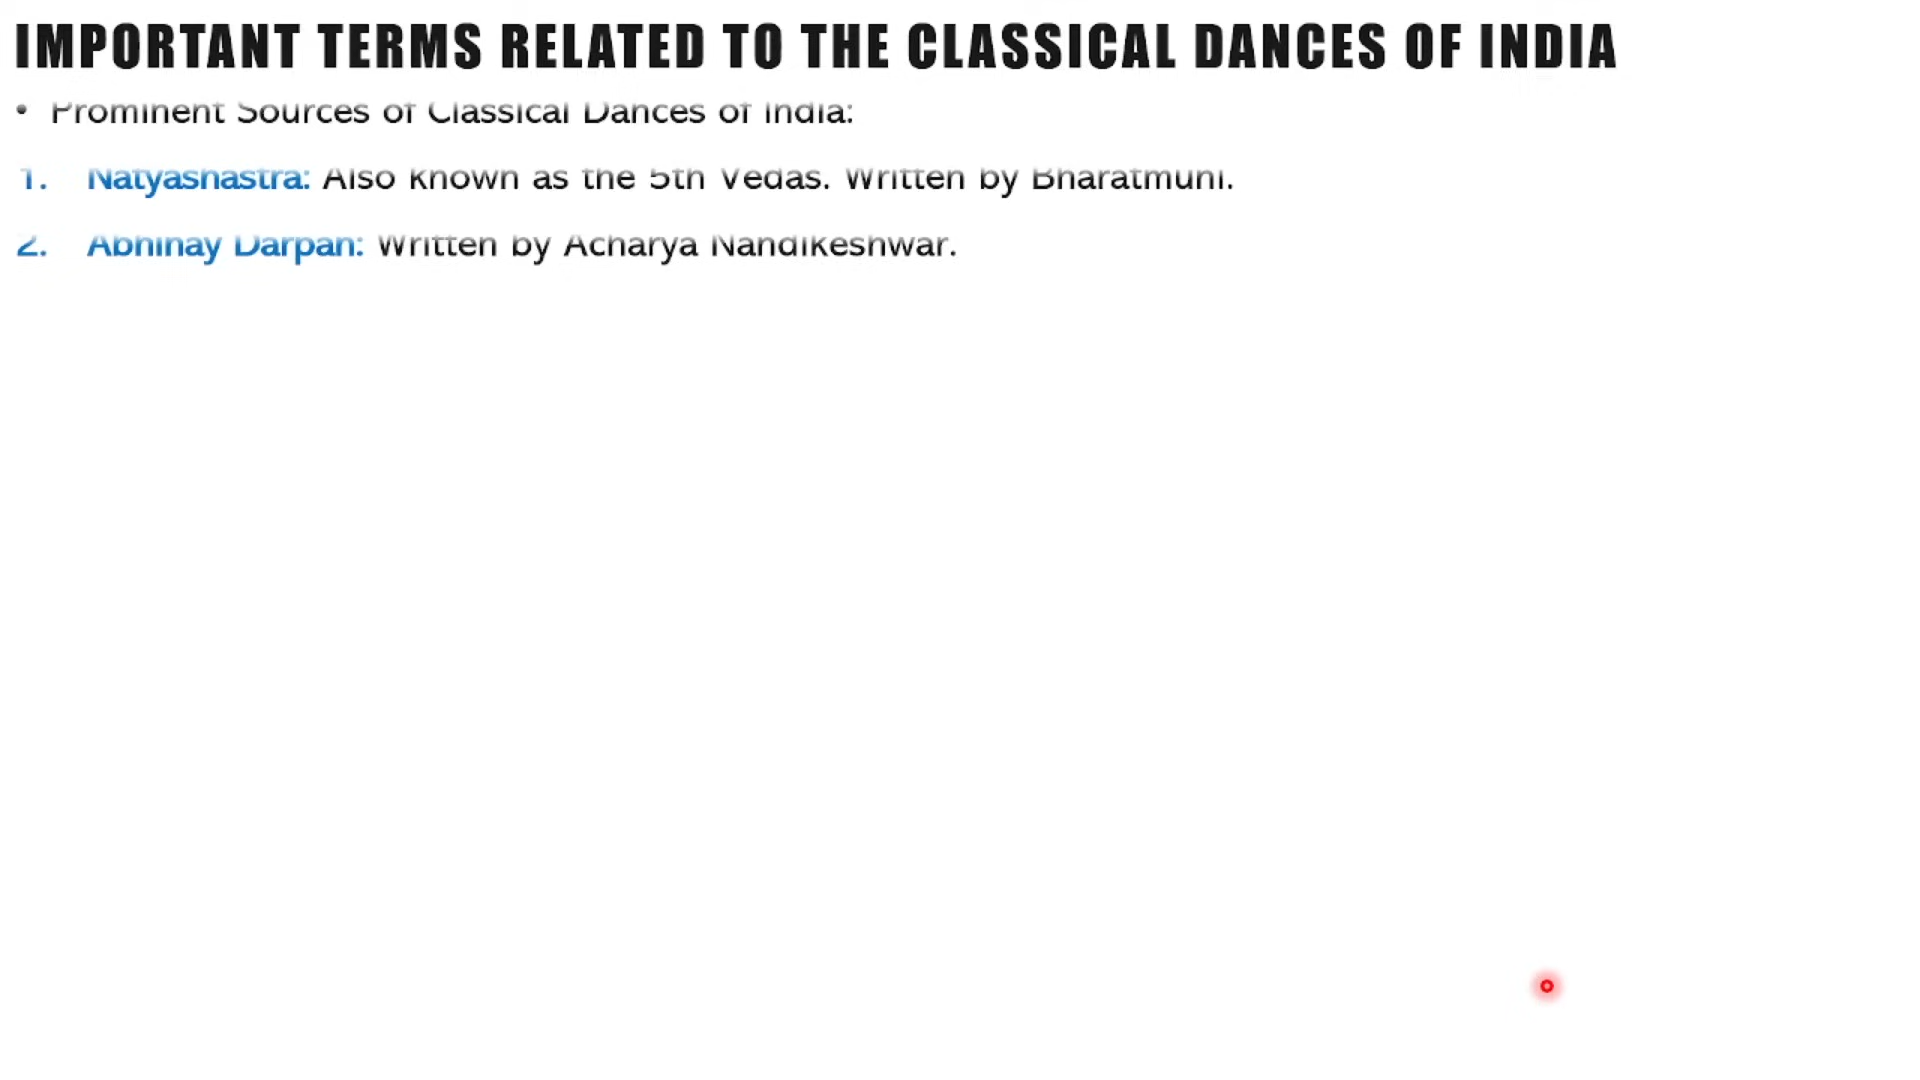 IMPORTANT TERMS RELATED TO THE CLASSICAL DANCES OF INDIA
• Prominent Sources of Classical Dances of India:
1. Natyashastra: Also known as the 5th Vedas. Written by Bharatmuni.
2. Abhinay Darpan: Written by Acharya Nandikeshwar.